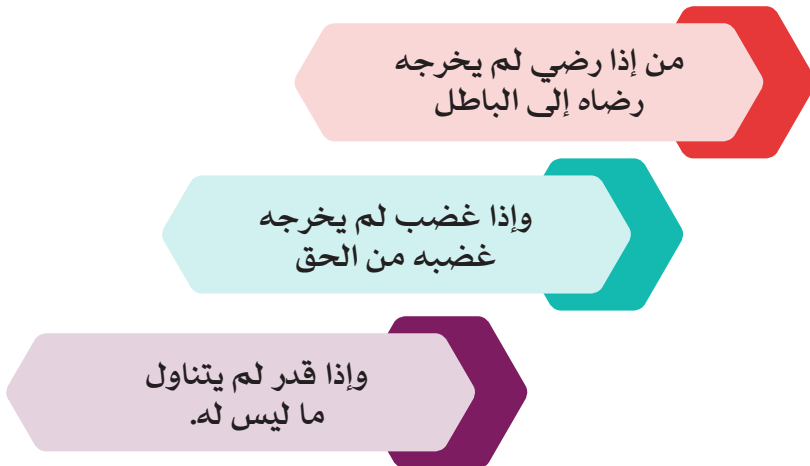 من إذا رضي لم يخرجه
رضاه إلى الباطل
وإذا غضب لم يخرجه
غضبه من الحق
وإذا قدر لم يتناول
ما ليس له.